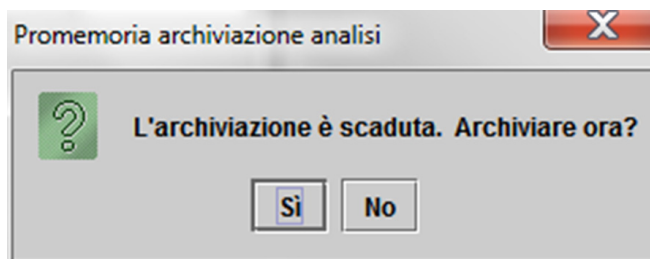 Promemoria archiviazione analisi
L'archiviazione è scaduta. Archiviare ora?
Sì No